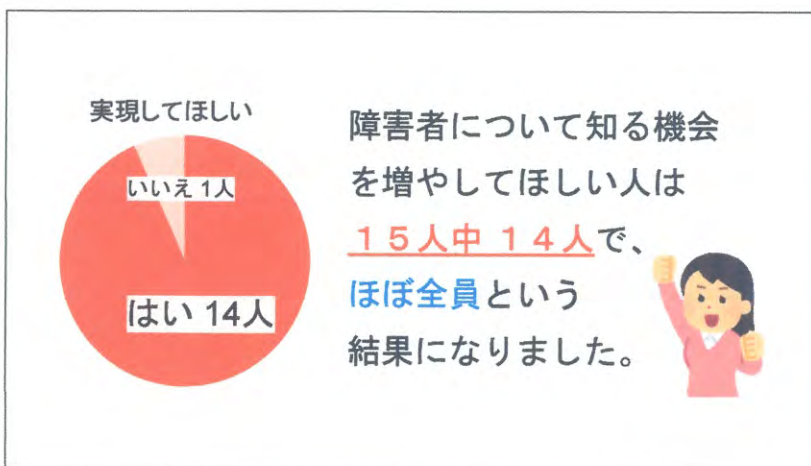 実現してほしい
いいえ 1人
はい 14人
障害者について知る機会
を増やしてほしい人は
１５人中 １４人で、
ほぼ全員という
結果になりました。